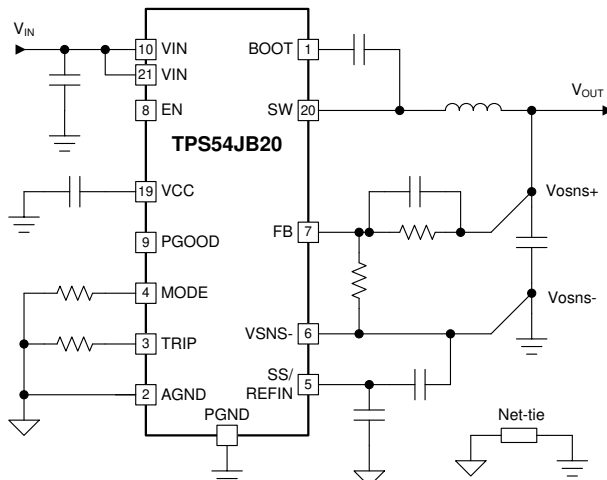 VIN
VOUT
10 VIN
21 VIN
8 EN
TPS54JB20
19 VCC
9 PGOOD
4 MODE
3 TRIP
2 AGND
PGND
BOOT 1
SW 20
FB 7
VSNS- 6
SS/
REFIN 5
Vosns+
Vosns-
Net-tie